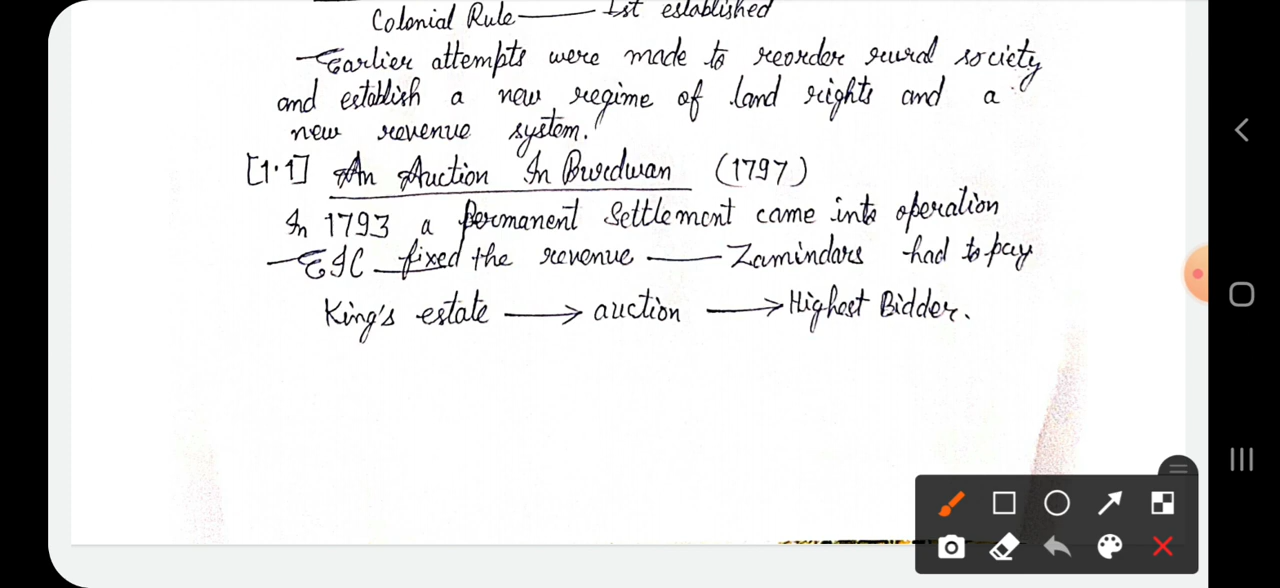 Colonial Rule —— Ist established
— Earlier attempts were made to reorder rural society
and establish a new regime of land rights and a
new revenue system.
[1.1] An Auction In Burdwan (1797)
In 1793 a permanent Settlement came into operation
— EIC fixed the revenue —— Zamindars had to pay
King's estate → auction → Highest Bidder.